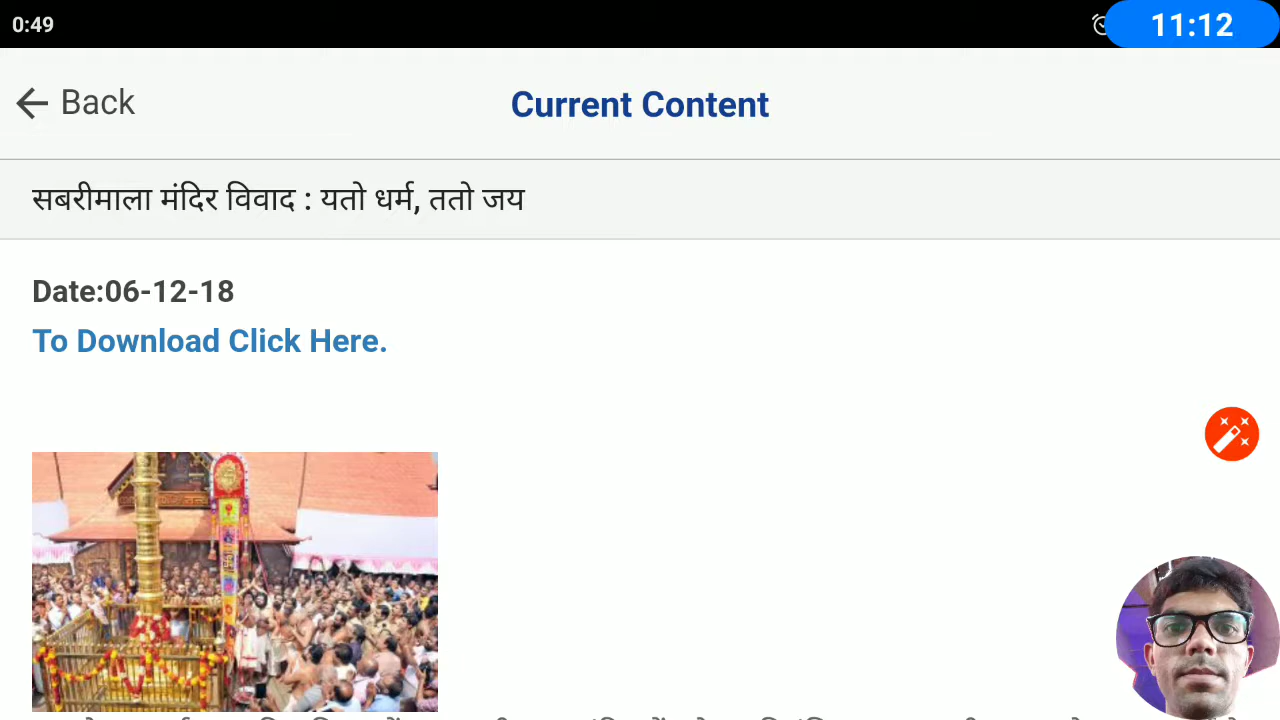 0:49
11:12
Back
Current Content
सबरीमाला मंदिर विवाद : यतो धर्म, ततो जय
Date:06-12-18
To Download Click Here.